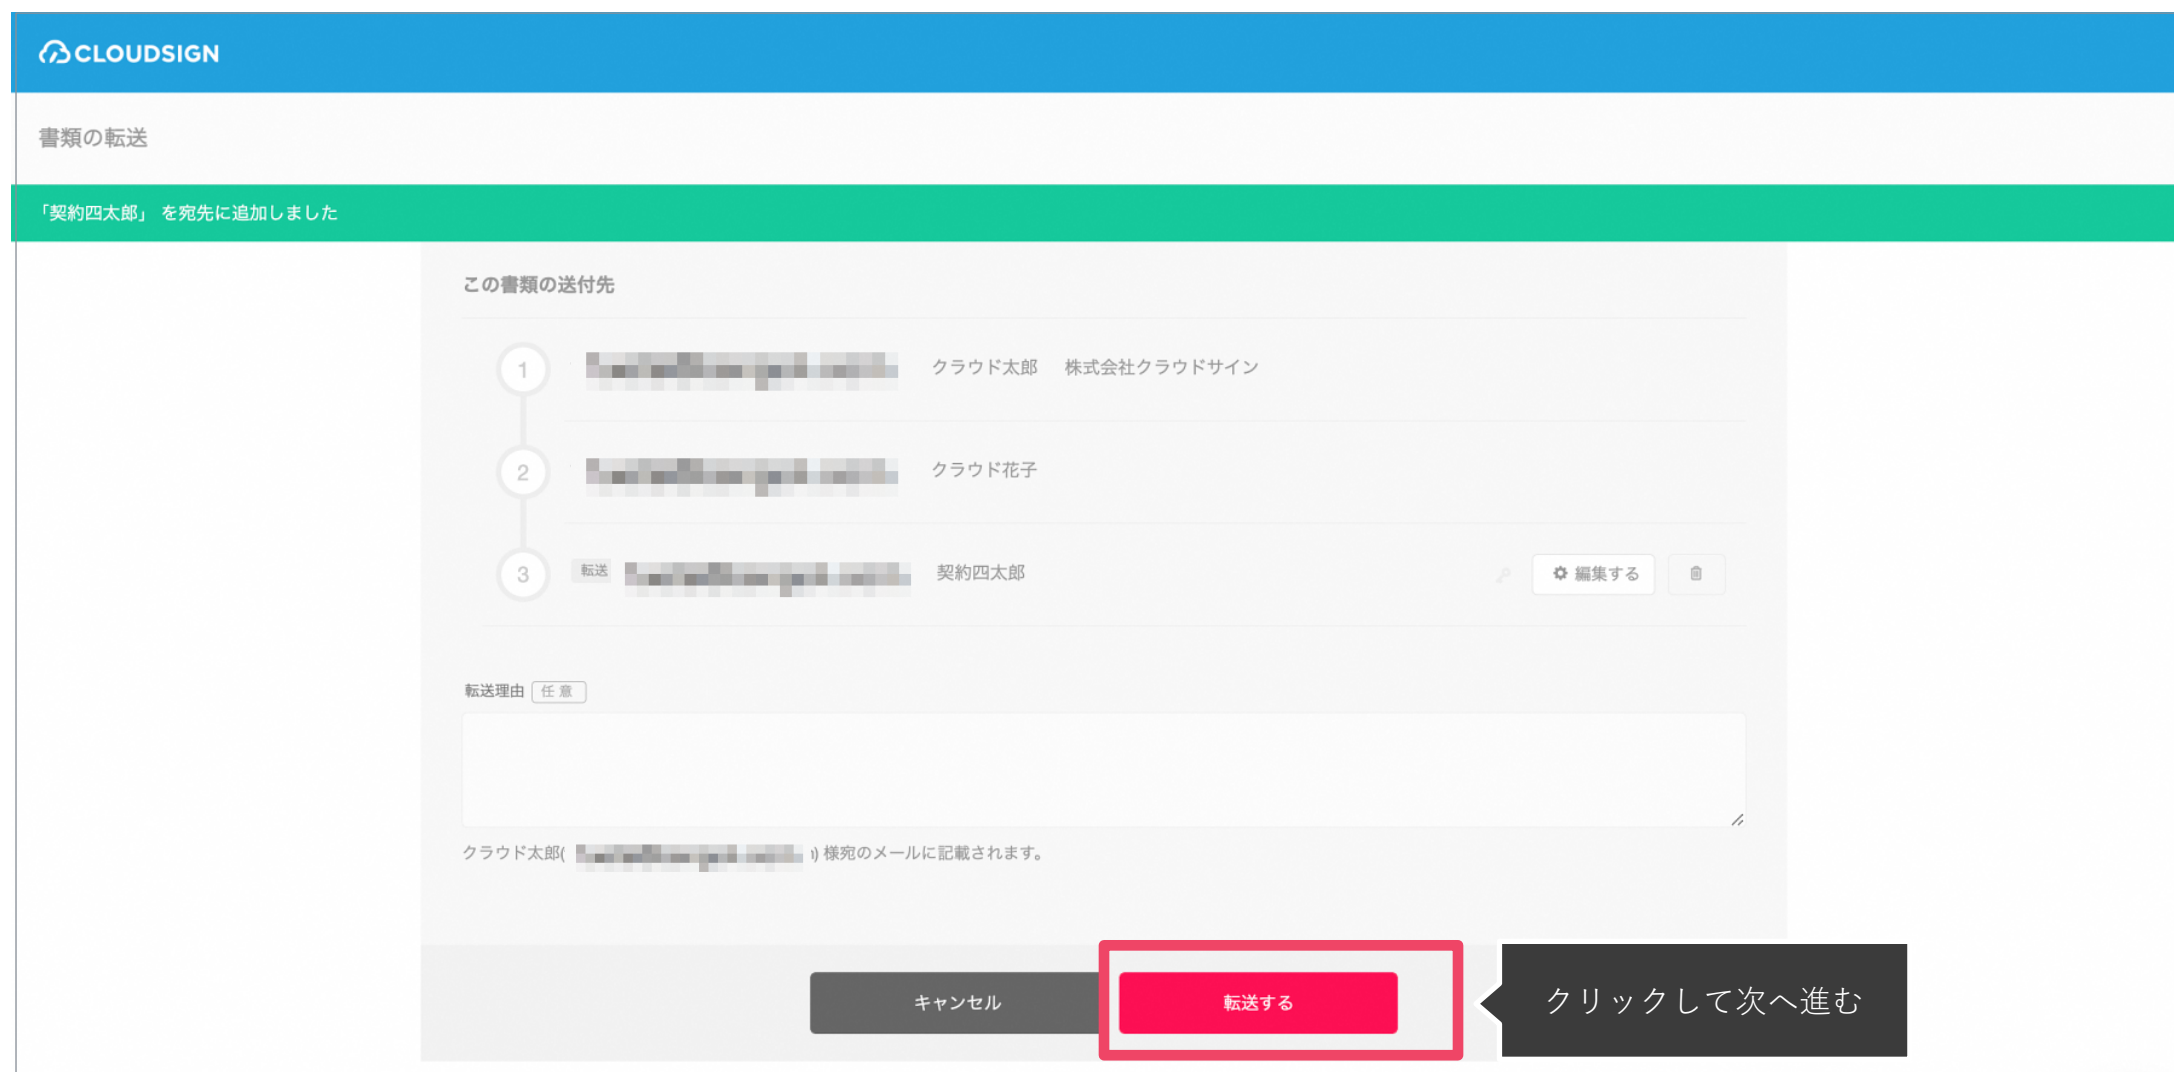 CLOUDSIGN
書類の転送
「契約四太郎」 を宛先に追加しました
この書類の送付先
1 クラウド太郎 株式会社クラウドサイン
2 クラウド花子
3 転送 契約四太郎 編集する
転送理由 任意
クラウド太郎( ) 様宛のメールに記載されます。
キャンセル 転送する クリックして次へ進む